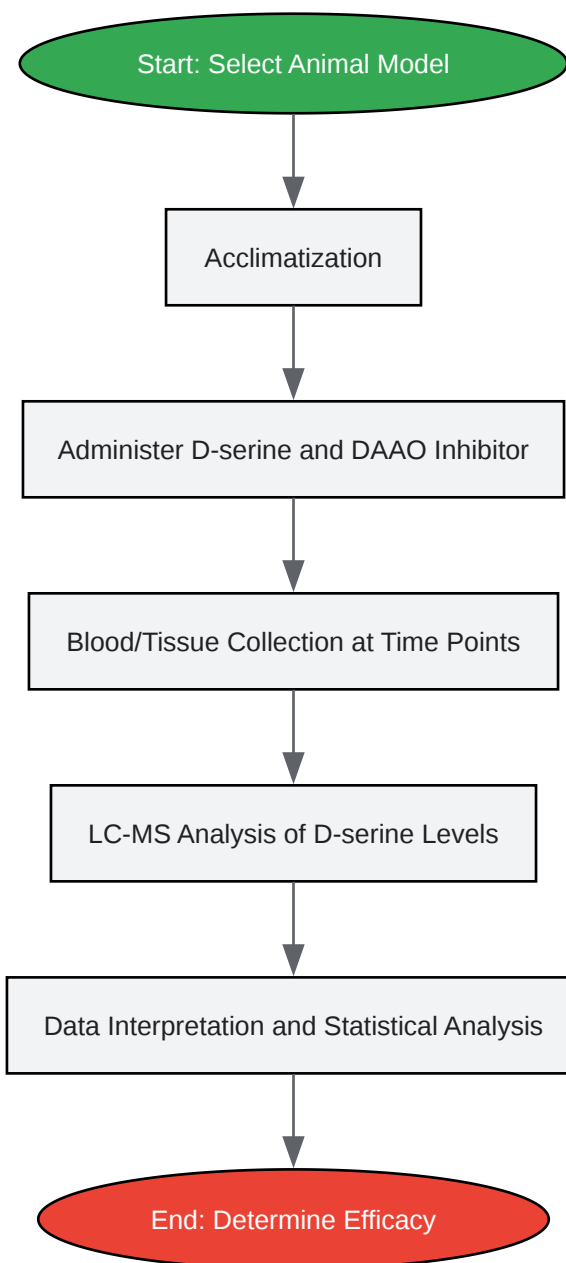 Start: Select Animal Model
Acclimatization
Administer D-serine and DAAO Inhibitor
Blood/Tissue Collection at Time Points
LC-MS Analysis of D-serine Levels
Data Interpretation and Statistical Analysis
End: Determine Efficacy